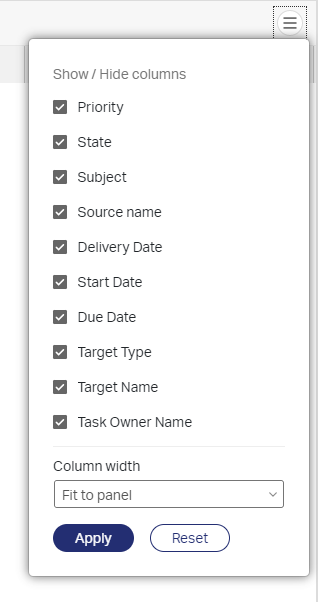 Show / Hide columns
Priority
State
Subject
Source name
Delivery Date
Start Date
Due Date
Target Type
Target Name
Task Owner Name
Column width
Fit to panel
Apply Reset